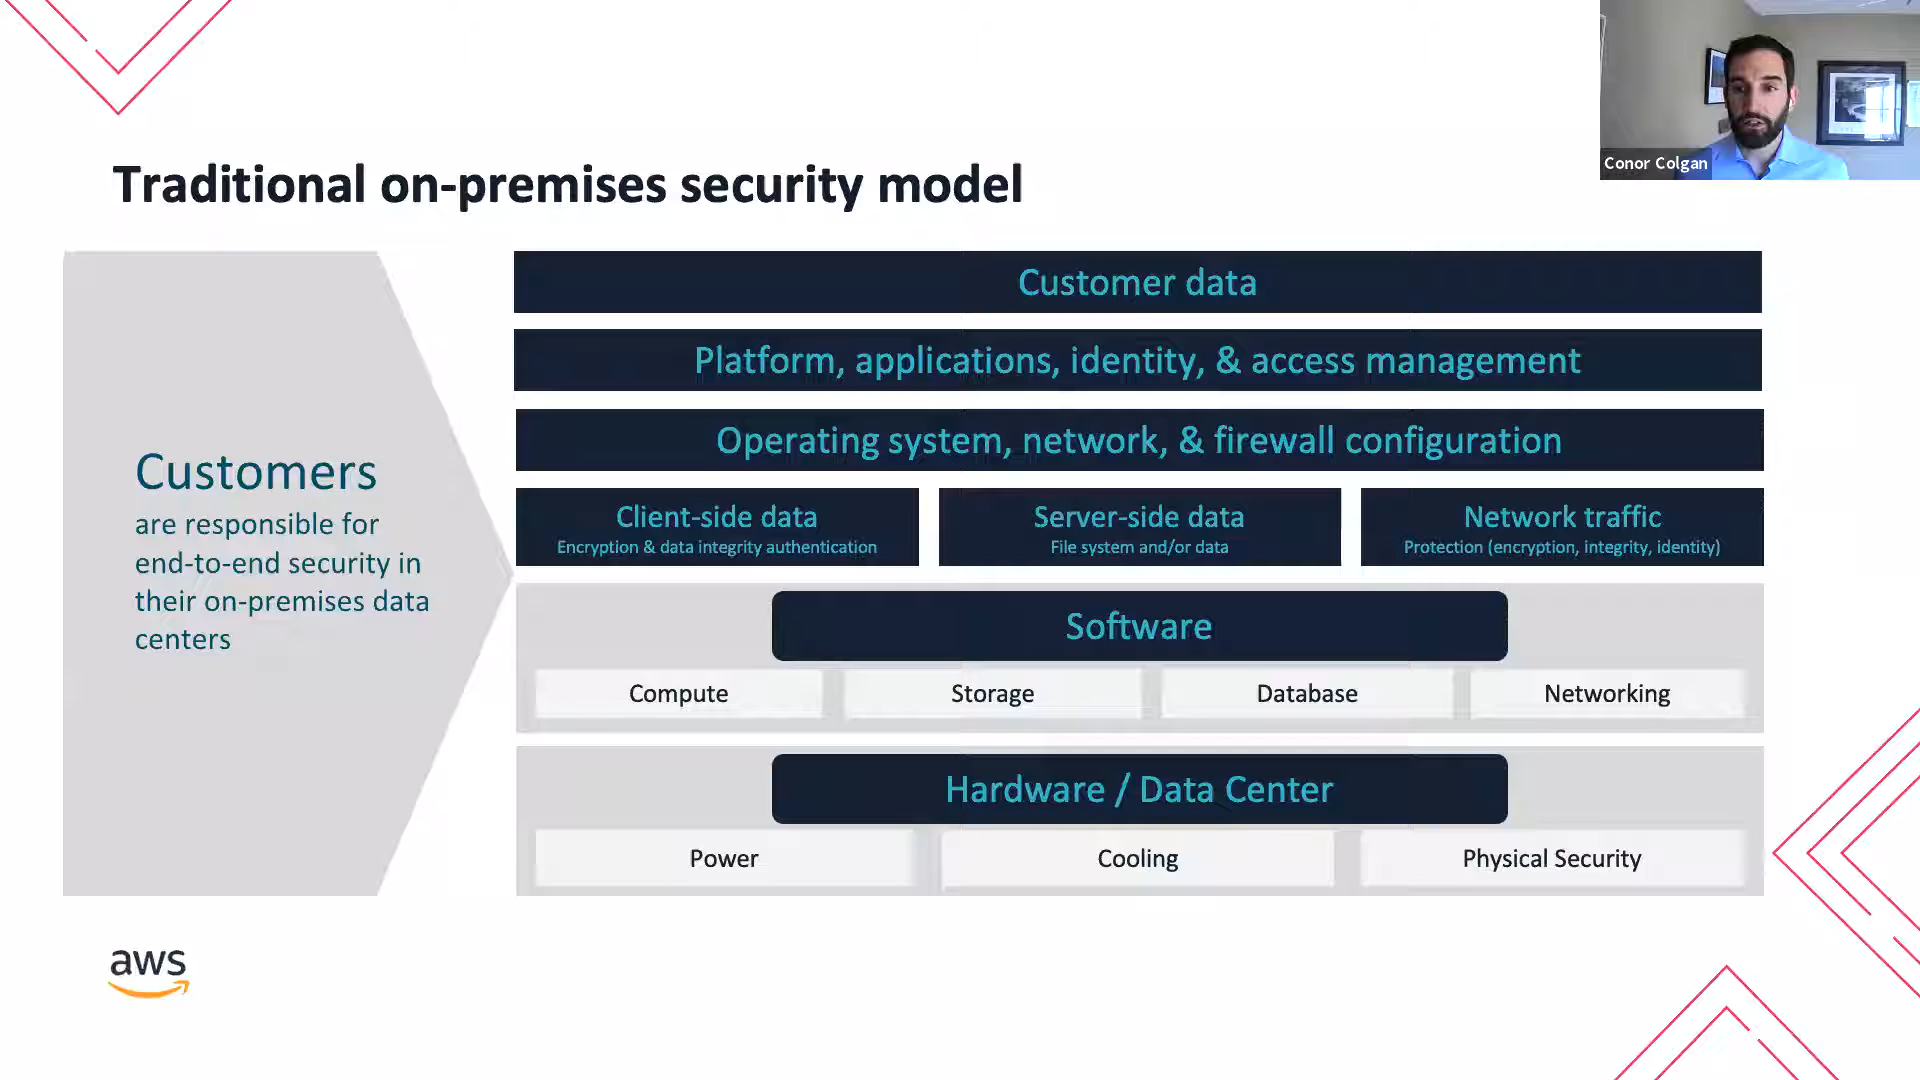 Conor Colgan
Traditional on-premises security model
Customers
are responsible for
end-to-end security in
their on-premises data
centers
Customer data
Platform, applications, identity, & access management
Operating system, network, & firewall configuration
Client-side data
Encryption & data integrity authentication
Server-side data
File system and/or data
Network traffic
Protection (encryption, integrity, identity)
Software
Compute
Storage
Database
Networking
Hardware / Data Center
Power
Cooling
Physical Security
aws